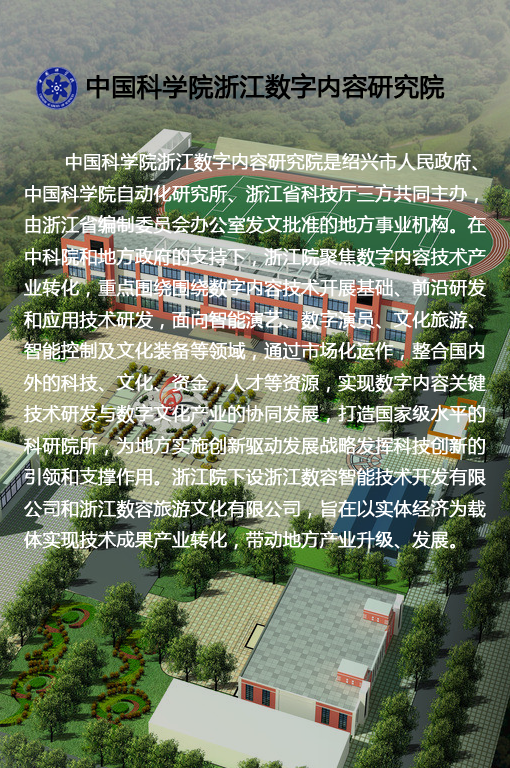 中国科学院浙江数字内容研究院
中国科学院浙江数字内容研究院是绍兴市人民政府、
中国科学院自动化研究所、浙江省科技厅三方共同主办，
由浙江省编制委员会办公室发文批准的地方事业机构。在
中科院和地方政府的支持下，浙江院聚焦数字内容技术产
业转化，重点围绕围绕数字内容技术开展基础、前沿研发
和应用技术研发，面向智能演艺、数字演员、文化旅游、
智能控制及文化装备等领域，通过市场化运作，整合国内
外的科技、文化、资金、人才等资源，实现数字内容关键
技术研发与数字文化产业的协同发展，打造国家级水平的
科研院所，为地方实施创新驱动发展战略发挥科技创新的
引领和支撑作用。浙江院下设浙江数容智能技术开发有限
公司和浙江数容旅游文化有限公司，旨在以实体经济为载
体实现技术成果产业转化，带动地方产业升级、发展。